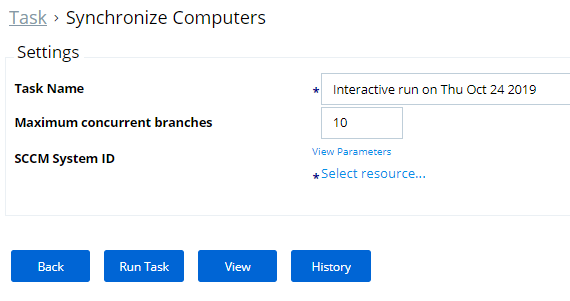 Task › Synchronize Computers
Settings
Task Name * Interactive run on Thu Oct 24 2019
Maximum concurrent branches 10
View Parameters
SCCM System ID
* Select resource...
Back Run Task View History